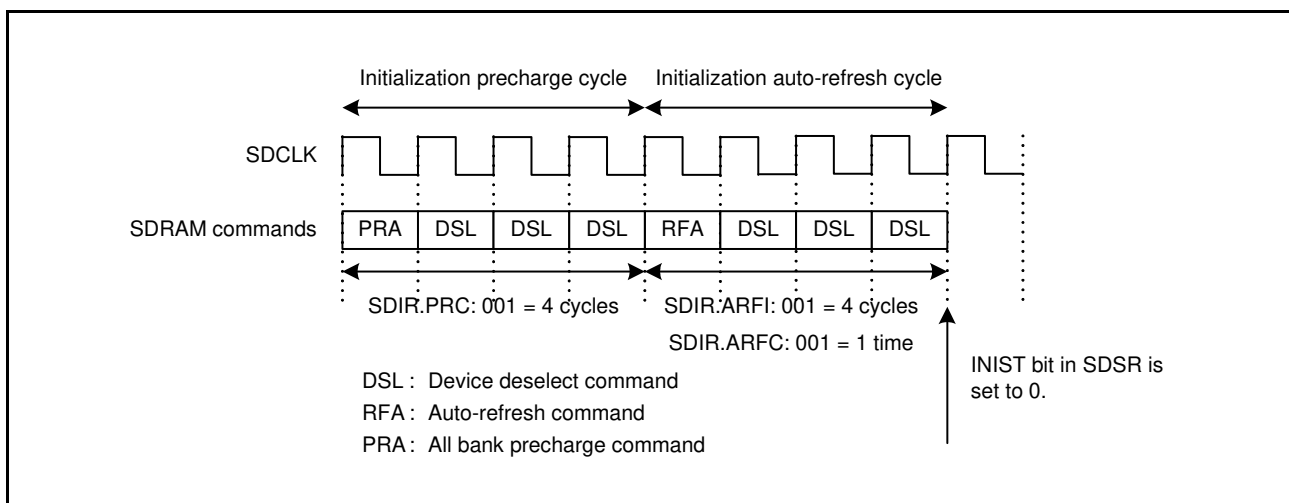 Initialization precharge cycle Initialization auto-refresh cycle
SDCLK
SDRAM commands PRA DSL DSL DSL RFA DSL DSL DSL
SDIR.PRC: 001 = 4 cycles SDIR.ARFI: 001 = 4 cycles
SDIR.ARFC: 001 = 1 time
INIST bit in SDSR is
set to 0.
DSL : Device deselect command
RFA : Auto-refresh command
PRA : All bank precharge command